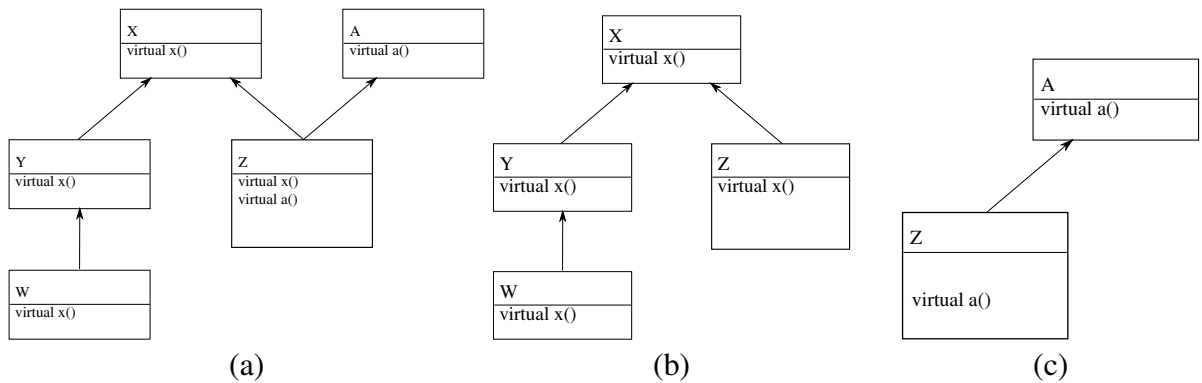 X
virtual x()
A
virtual a()
Y
virtual x()
Z
virtual x()
virtual a()
W
virtual x()
(a)
X
virtual x()
Y
virtual x()
Z
virtual x()
W
virtual x()
(b)
A
virtual a()
Z
virtual a()
(c)